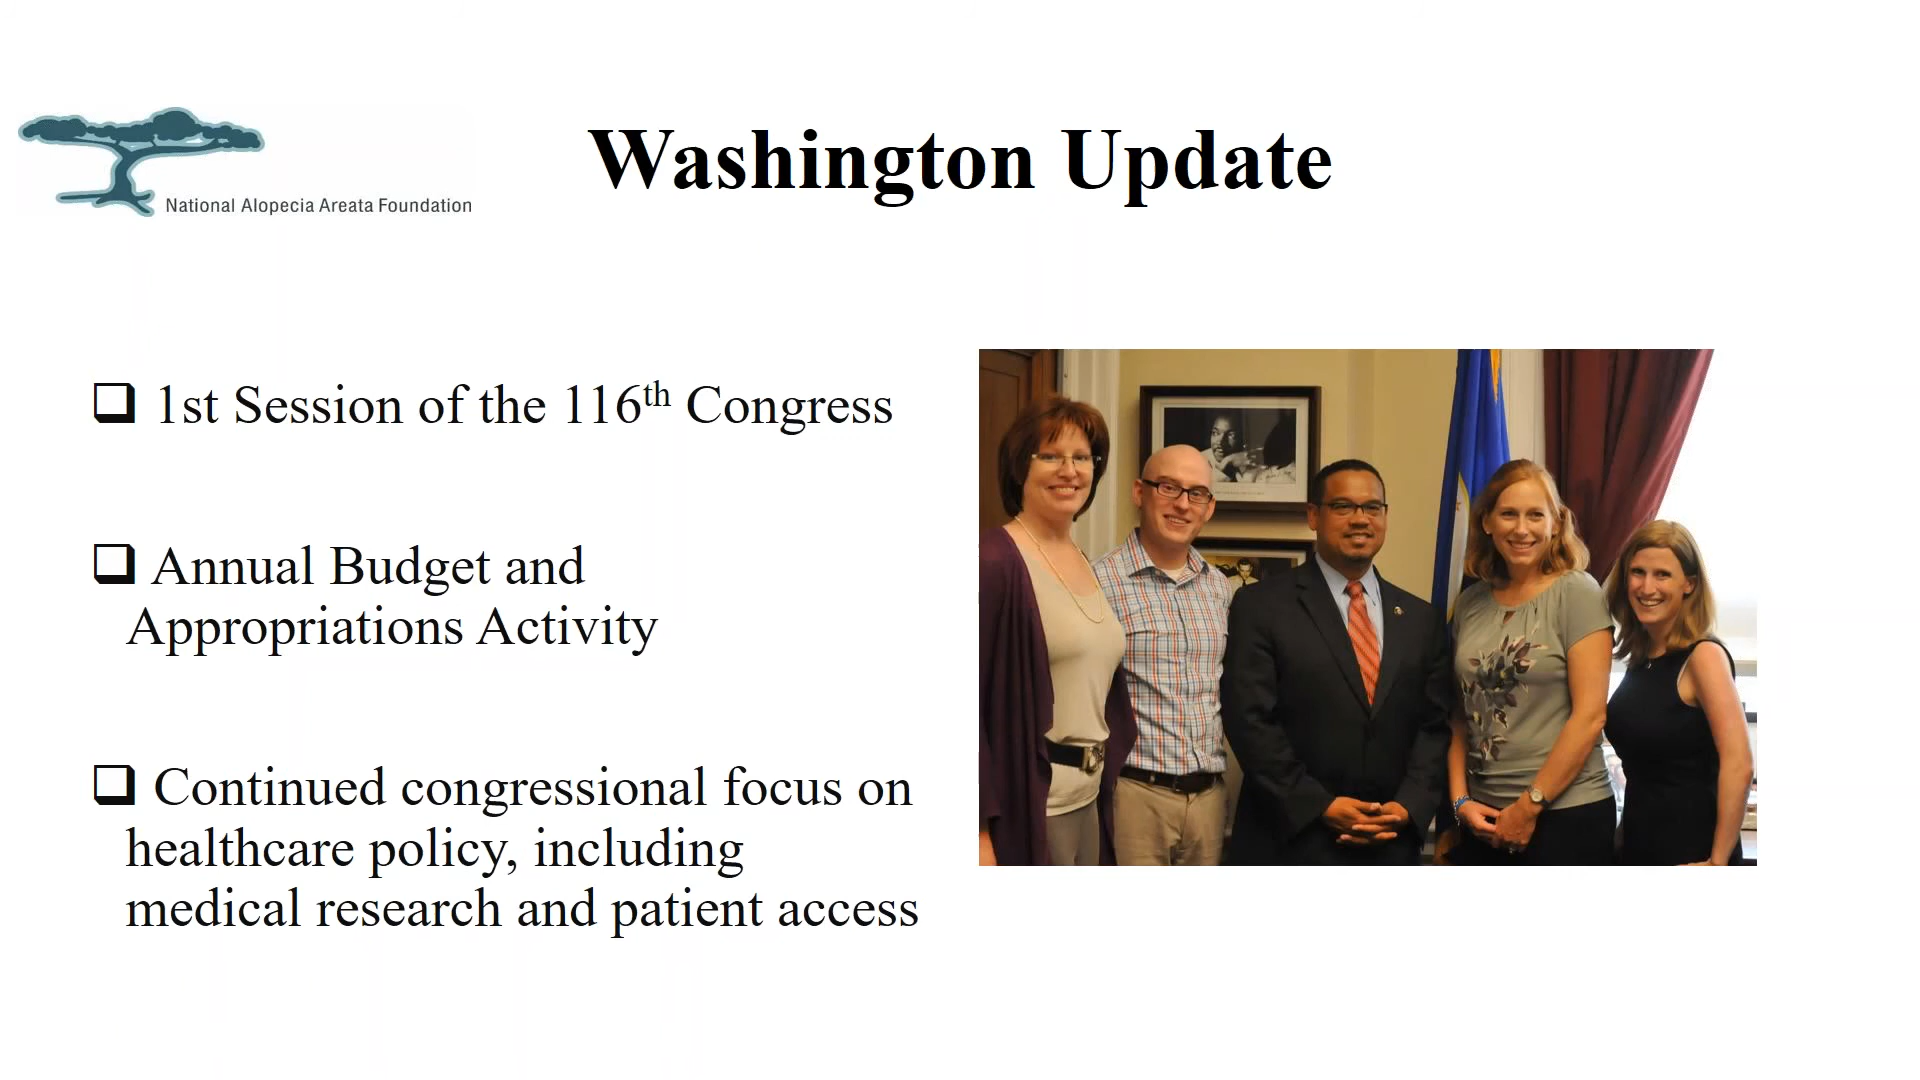 National Alopecia Areata Foundation
Washington Update
❑ 1st Session of the 116th Congress
❑ Annual Budget and
Appropriations Activity
❑ Continued congressional focus on
healthcare policy, including
medical research and patient access